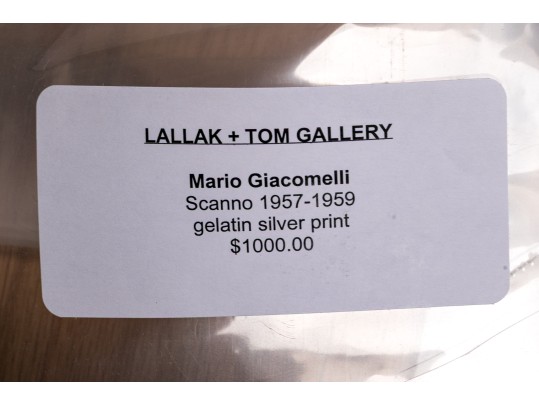 LALLAK + TOM GALLERY
Mario Giacomelli
Scanno 1957-1959
gelatin silver print
$1000.00